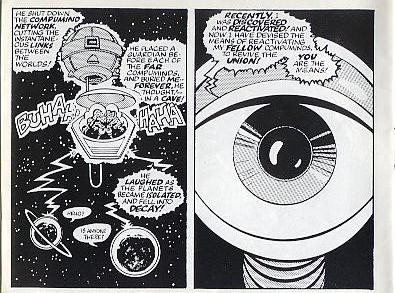 HE SHUT DOWN
THE COMPUMIND
NETWORK,
CUTTING THE
INSTANTANE-
OUS LINKS
BETWEEN
THE WORLDS!
HE PLACED A
GUARDIAN BE-
FORE EACH OF
THE FAR
COMPUMINDS,
AND BURIED ME-
FOREVER, HE
THOUGHT!-
-IN A CAVE!
BUHAH
HAHA
HE
LAUGHED AS
THE PLANETS
BECAME ISOLATED,
AND FELL INTO
DECAY!
HELLO?
IS ANYONE
THERE?
RECENTLY, I
WAS DISCOVERED
AND REACTIVATED! AND
NOW I HAVE DEVISED THE
MEANS OF REACTIVATING
MY FELLOW COMPUMINDS,
TO REVIVE THE
UNION!
YOU
ARE THE
MEANS!